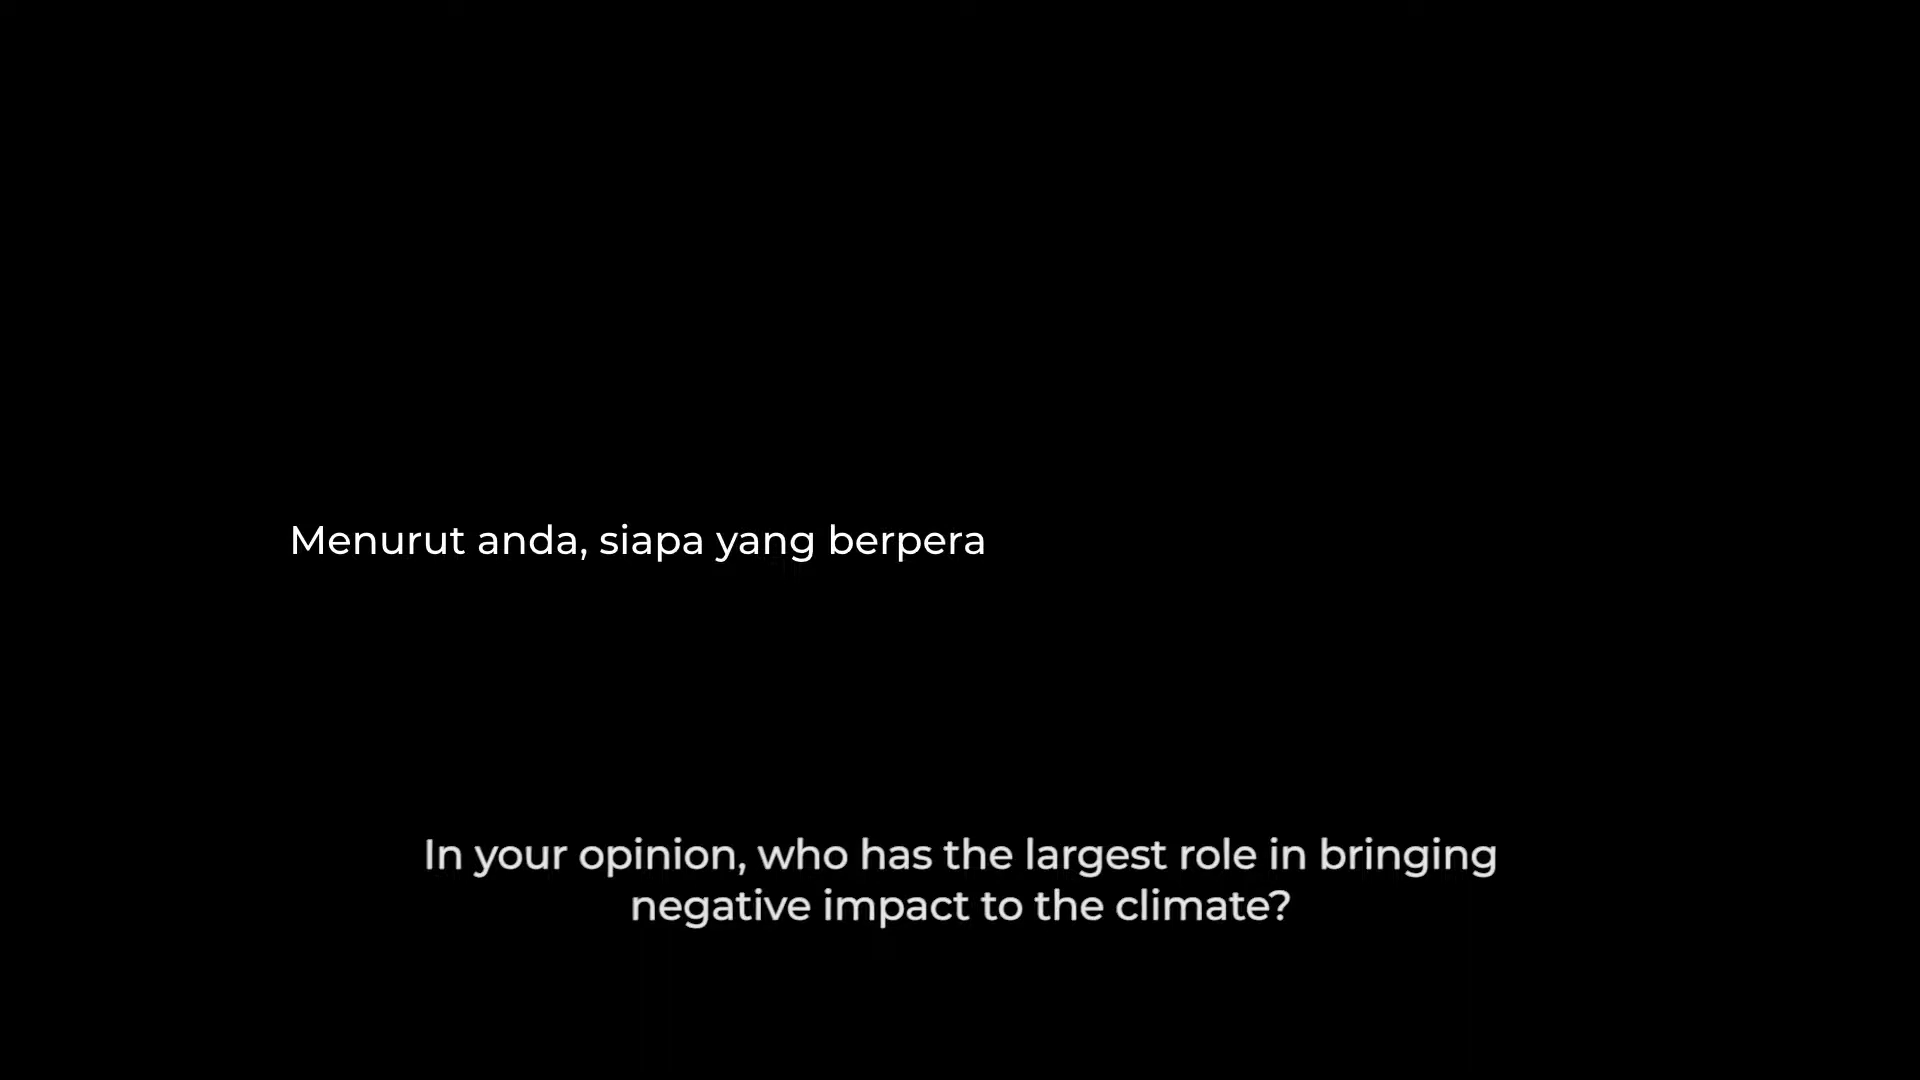 Menurut anda, siapa yang berpera
In your opinion, who has the largest role in bringing
negative impact to the climate?